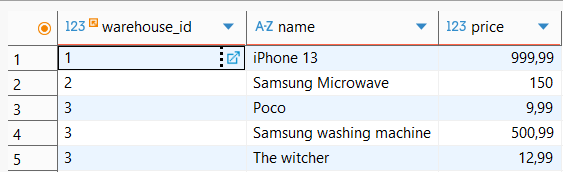 123 warehouse_id A-Z name 123 price
1 1 iPhone 13 999,99
2 2 Samsung Microwave 150
3 3 Poco 9,99
4 3 Samsung washing machine 500,99
5 3 The witcher 12,99